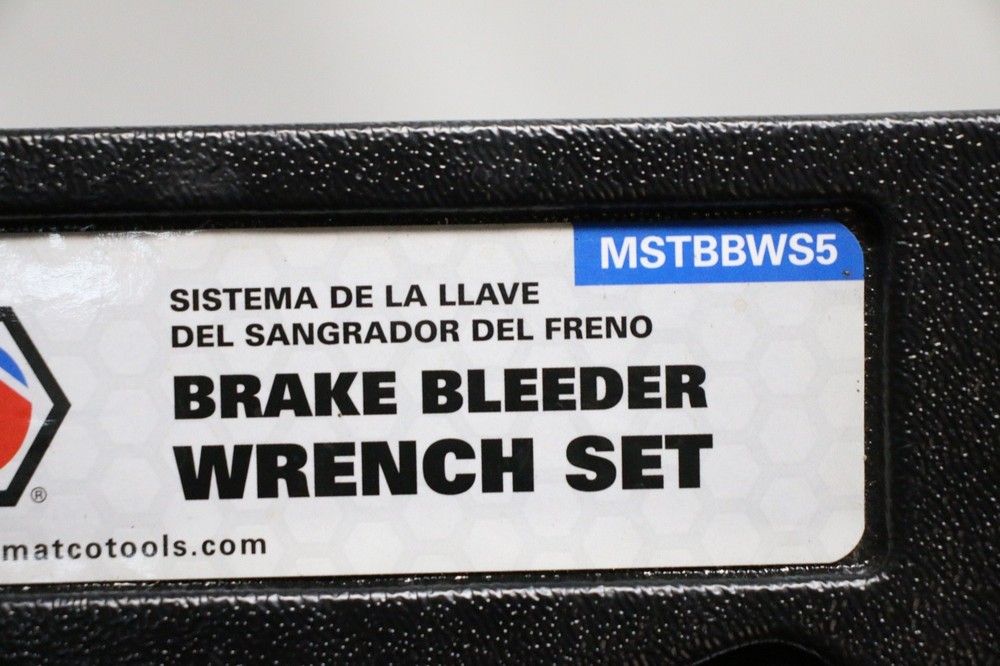 MSTBBWS5
SISTEMA DE LA LLAVE
DEL SANGRADOR DEL FRENO
BRAKE BLEEDER
WRENCH SET
®
matcotools.com